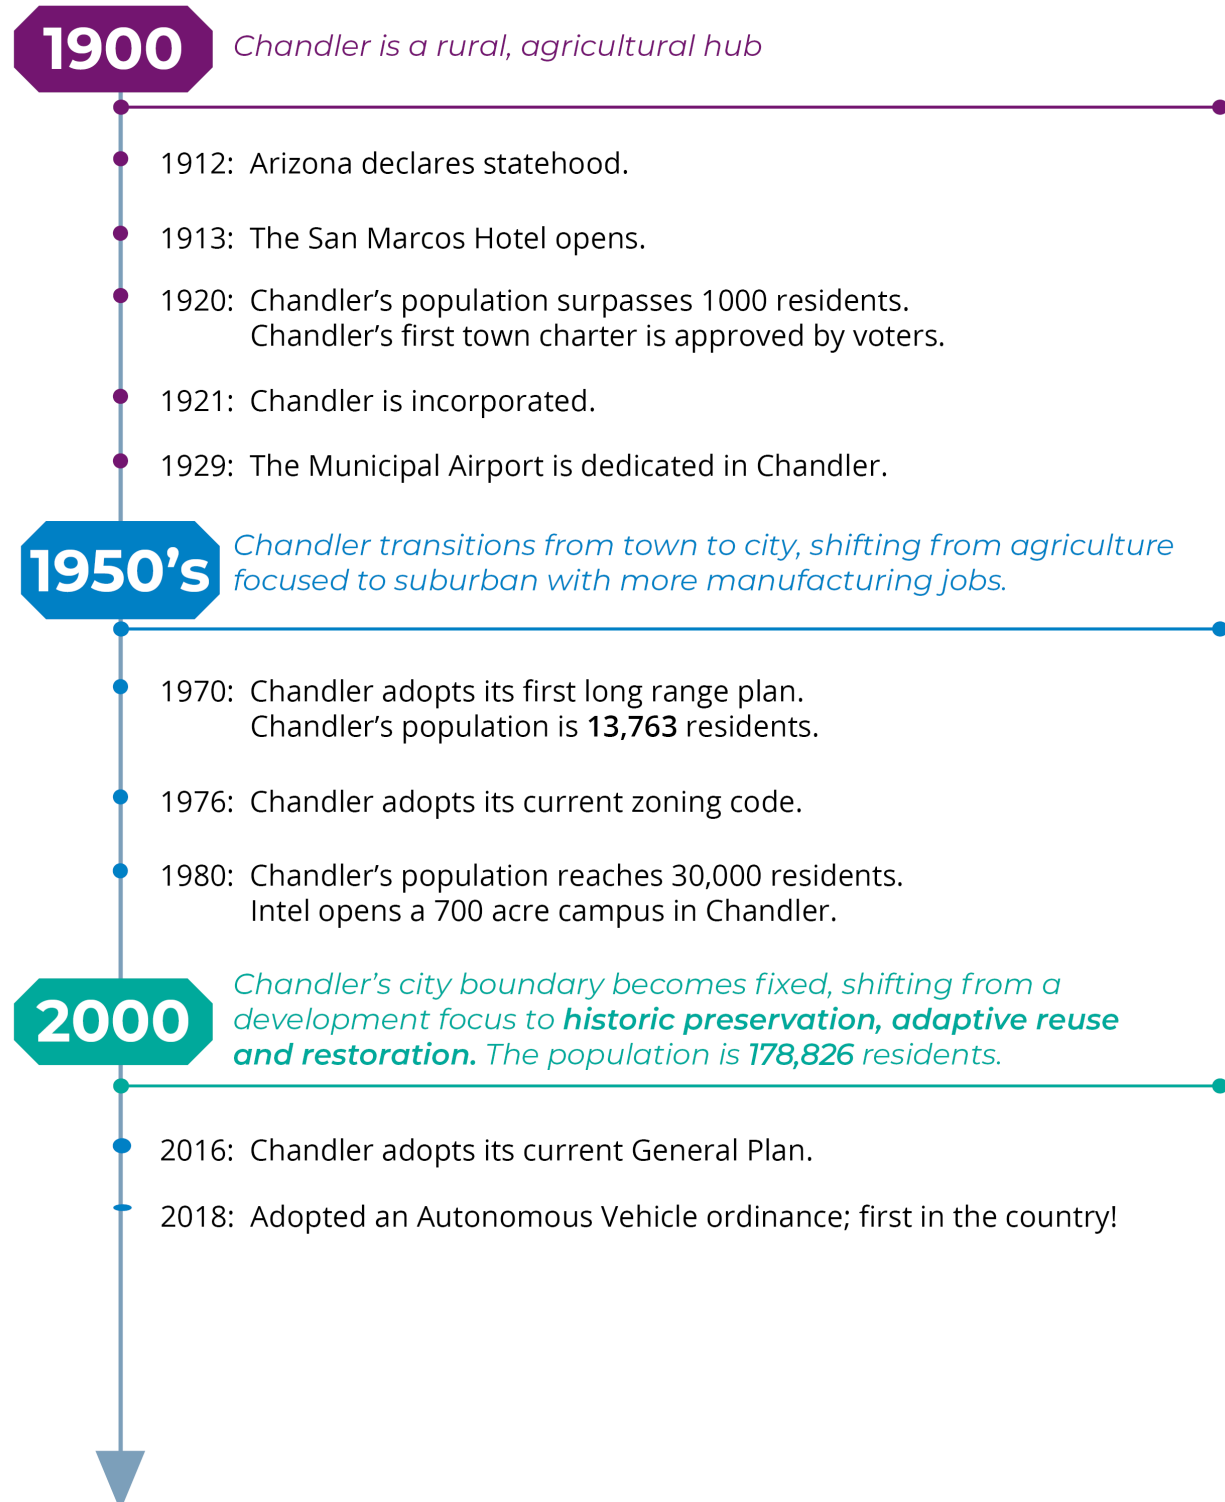 1900
Chandler is a rural, agricultural hub
1912: Arizona declares statehood.
1913: The San Marcos Hotel opens.
1920: Chandler’s population surpasses 1000 residents.
Chandler’s first town charter is approved by voters.
1921: Chandler is incorporated.
1929: The Municipal Airport is dedicated in Chandler.
1950’s
Chandler transitions from town to city, shifting from agriculture
focused to suburban with more manufacturing jobs.
1970: Chandler adopts its first long range plan.
Chandler’s population is 13,763 residents.
1976: Chandler adopts its current zoning code.
1980: Chandler’s population reaches 30,000 residents.
Intel opens a 700 acre campus in Chandler.
2000
Chandler’s city boundary becomes fixed, shifting from a
development focus to historic preservation, adaptive reuse
and restoration. The population is 178,826 residents.
2016: Chandler adopts its current General Plan.
2018: Adopted an Autonomous Vehicle ordinance; first in the country!